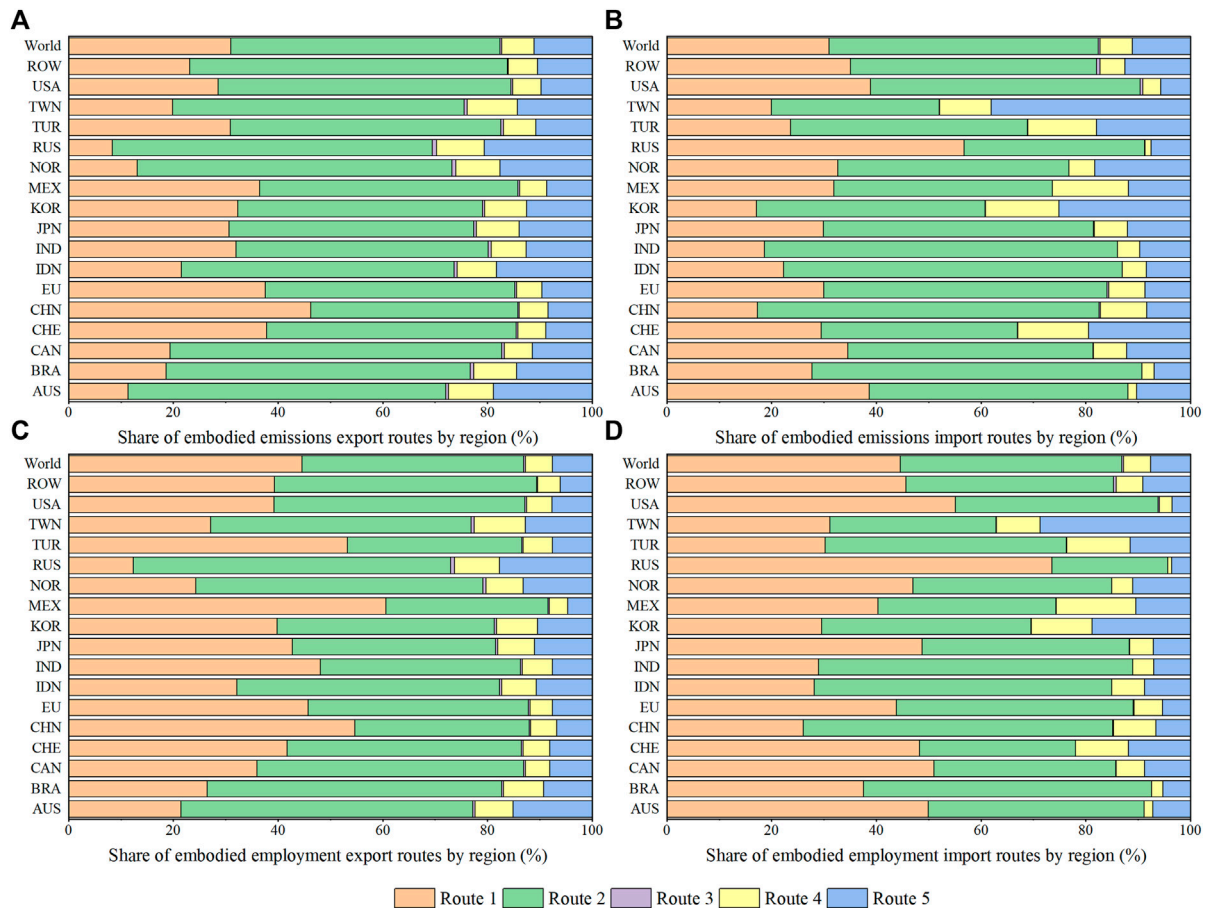 A
World
ROW
USA
TWN
TUR
RUS
NOR
MEX
KOR
JPN
IND
IDN
EU
CHN
CHE
CAN
BRA
AUS
0 20 40 60 80 100
Share of embodied emissions export routes by region (%)
B
World
ROW
USA
TWN
TUR
RUS
NOR
MEX
KOR
JPN
IND
IDN
EU
CHN
CHE
CAN
BRA
AUS
0 20 40 60 80 100
Share of embodied emissions import routes by region (%)
C
World
ROW
USA
TWN
TUR
RUS
NOR
MEX
KOR
JPN
IND
IDN
EU
CHN
CHE
CAN
BRA
AUS
0 20 40 60 80 100
Share of embodied employment export routes by region (%)
D
World
ROW
USA
TWN
TUR
RUS
NOR
MEX
KOR
JPN
IND
IDN
EU
CHN
CHE
CAN
BRA
AUS
0 20 40 60 80 100
Share of embodied employment import routes by region (%)
Route 1 Route 2 Route 3 Route 4 Route 5